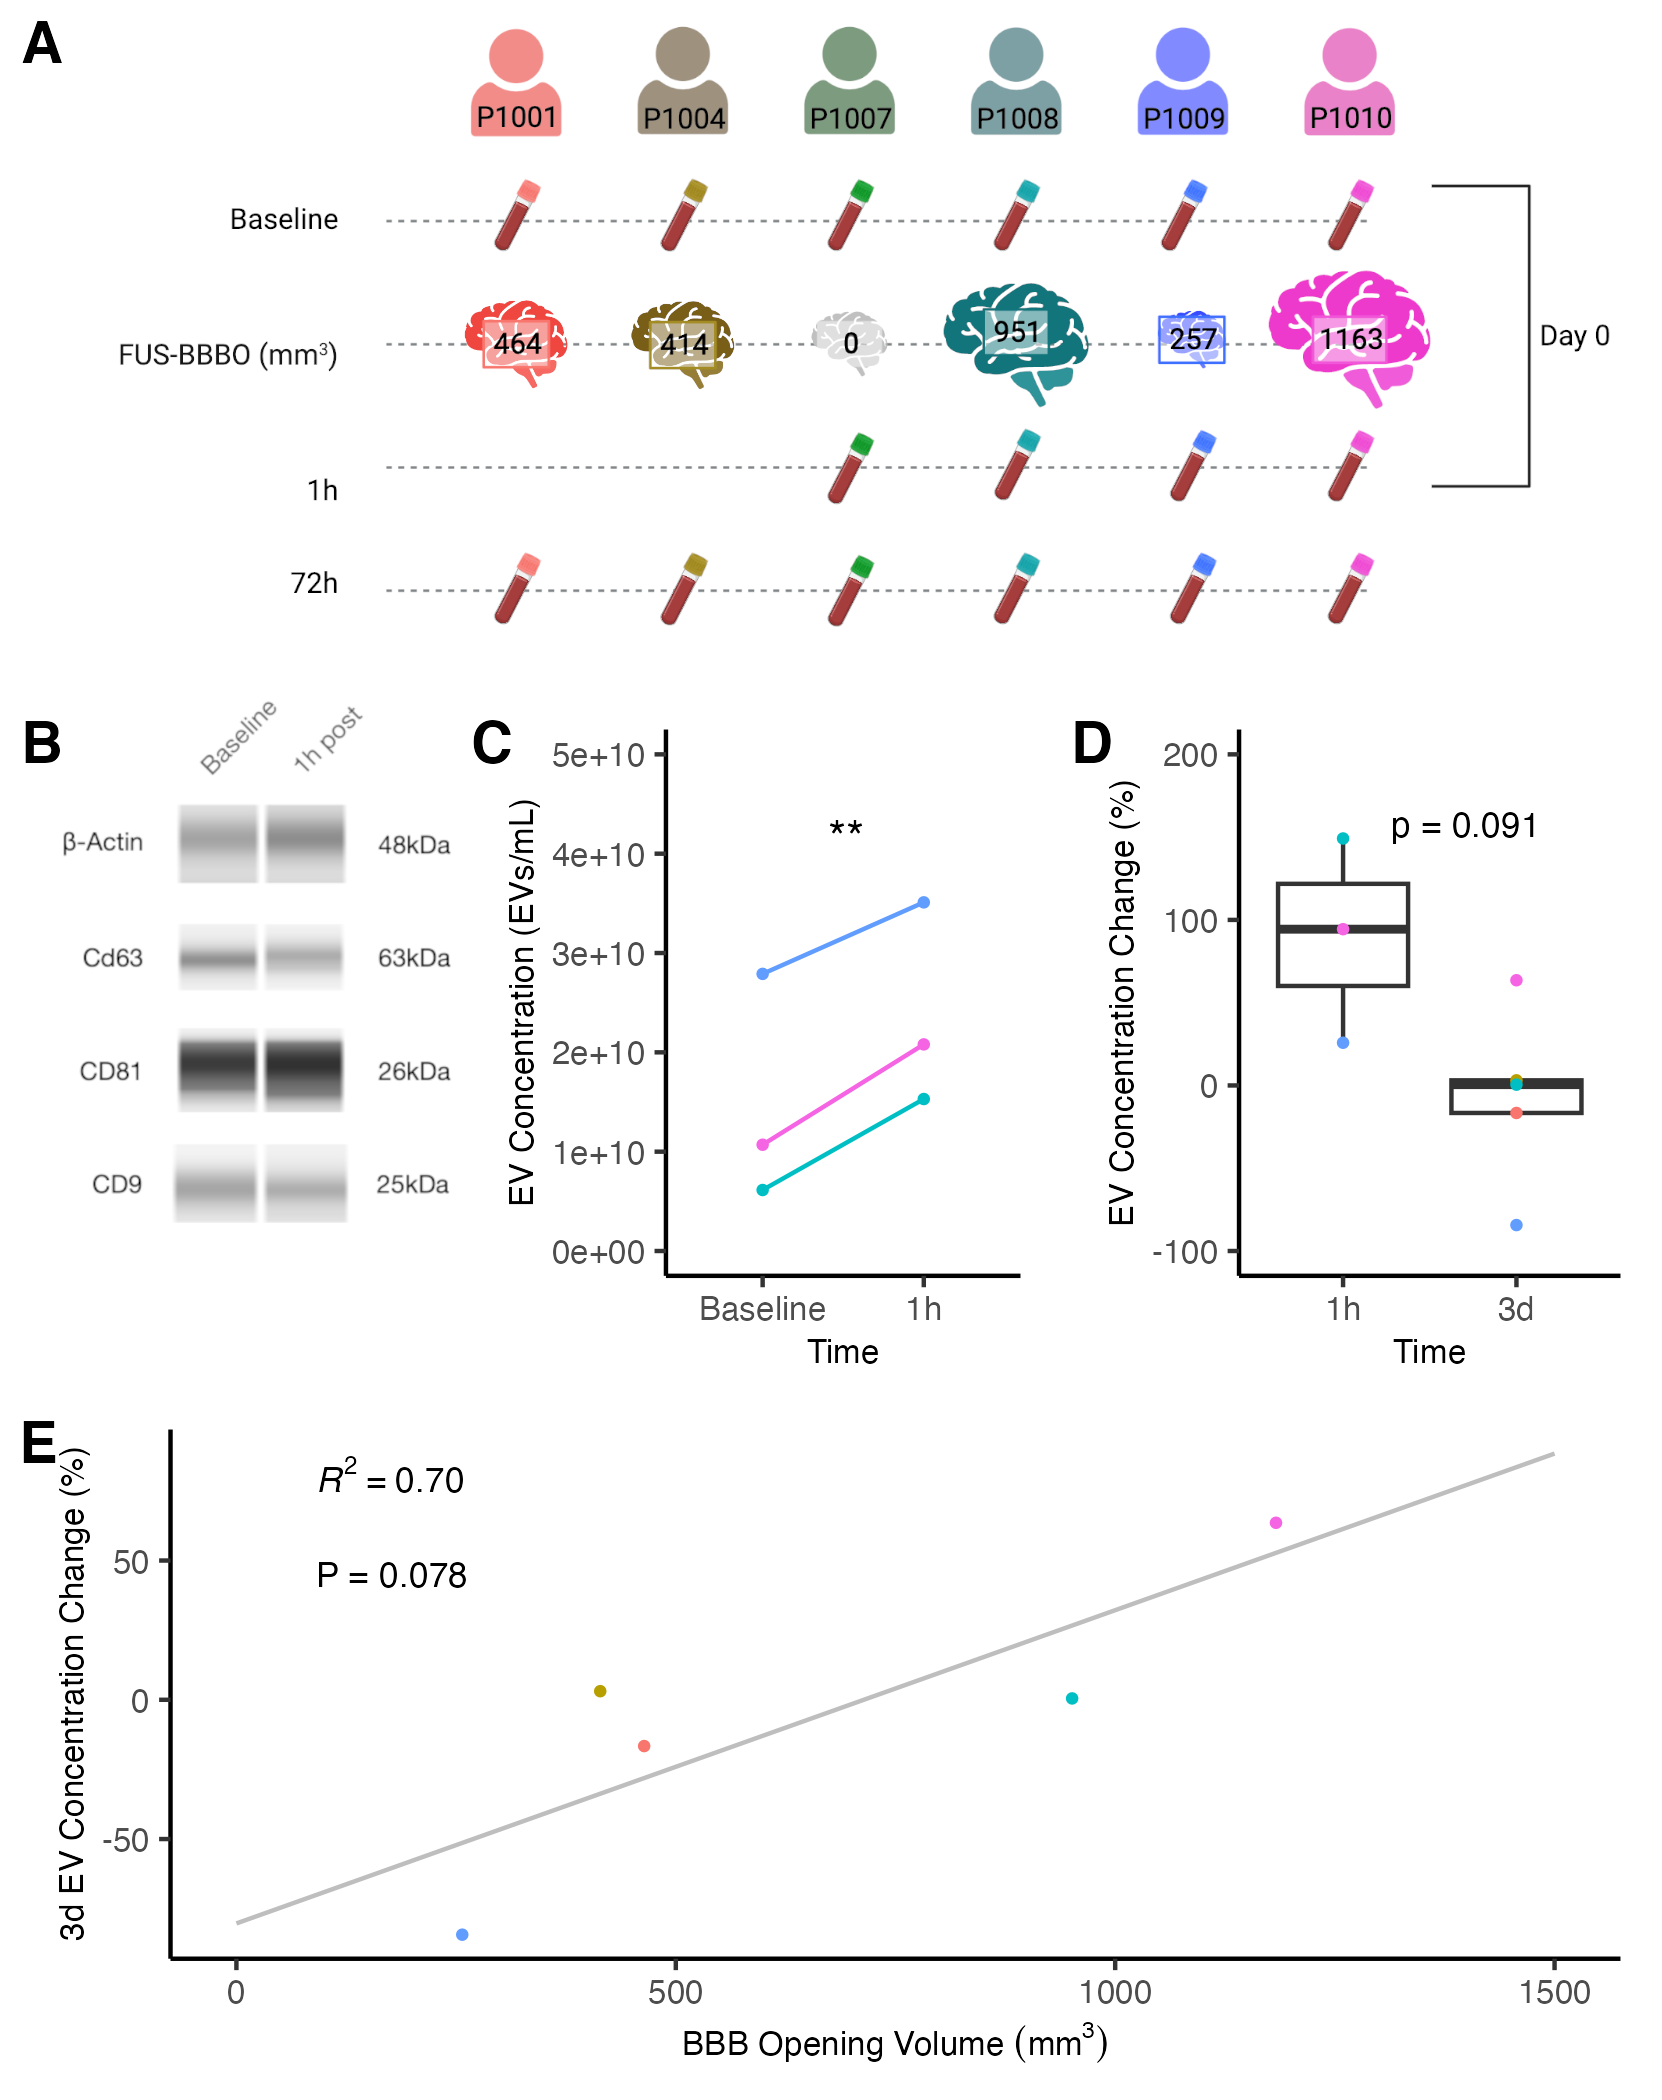 A
P1001 P1004 P1007 P1008 P1009 P1010
Baseline
FUS-BBBO (mm³) 464 414 0 951 257 1163
Day 0
1h
72h
B
Baseline 1h post
β-Actin 48kDa
Cd63 63kDa
CD81 26kDa
CD9 25kDa
C
EV Concentration (EVs/mL)
5e+10
4e+10
3e+10
2e+10
1e+10
0e+00
**
Baseline 1h
Time
D
EV Concentration Change (%)
200
100
0
-100
p = 0.091
1h 3d
Time
E
3d EV Concentration Change (%)
R² = 0.70
P = 0.078
50
0
-50
0 500 1000 1500
BBB Opening Volume (mm³)